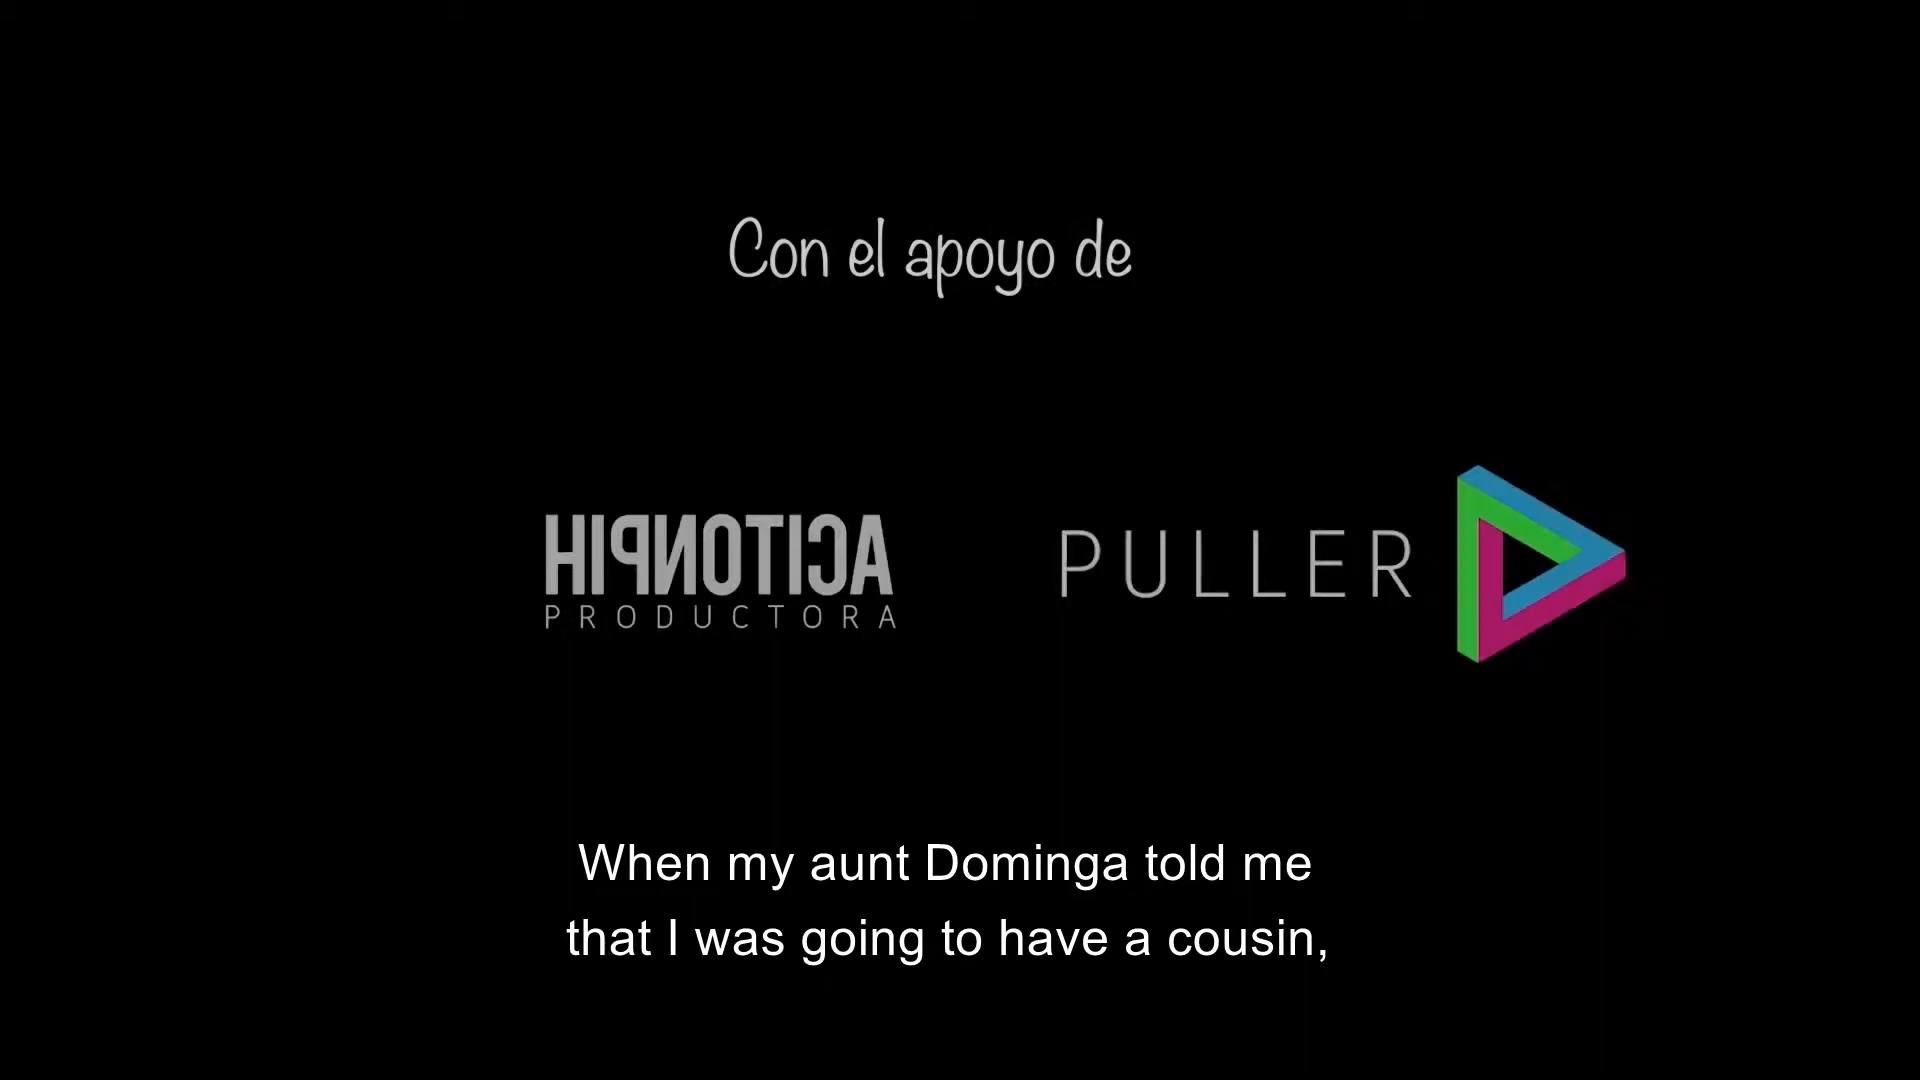 Con el apoyo de
HIPNOTICA
PRODUCTORA
PULLER
When my aunt Dominga told me
that I was going to have a cousin,